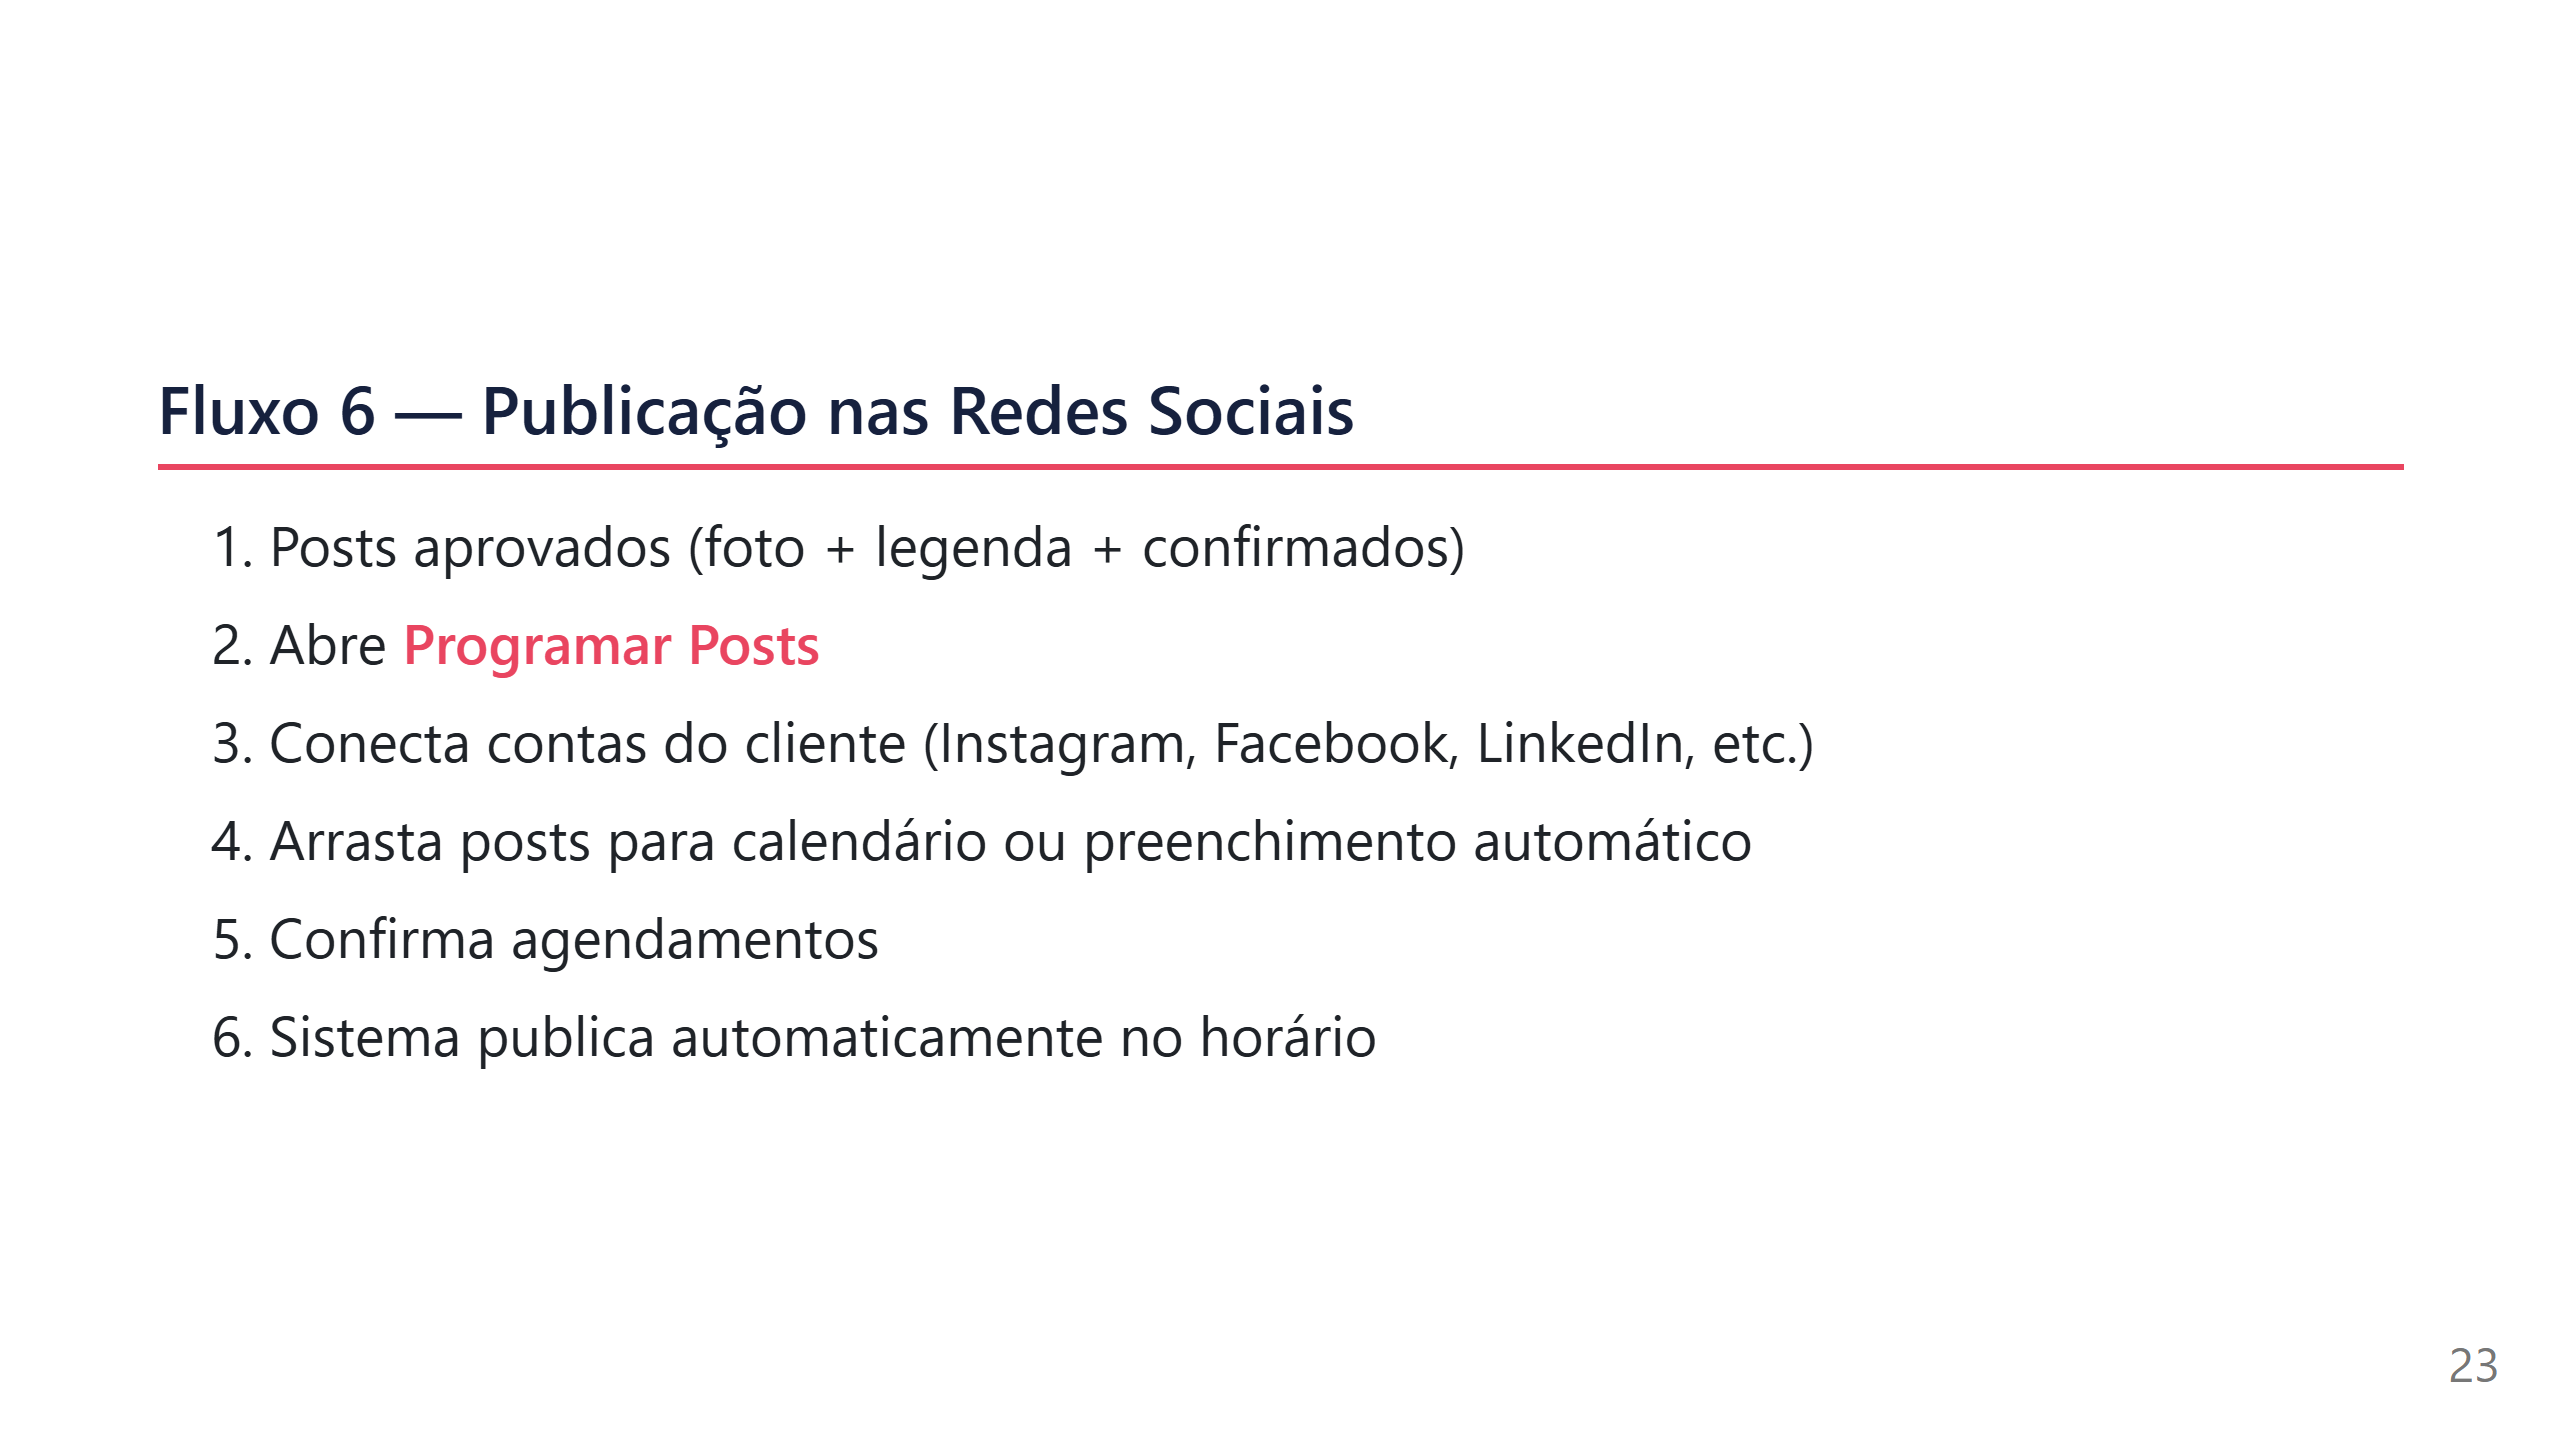 Fluxo 6 — Publicação nas Redes Sociais
1. Posts aprovados (foto + legenda + confirmados)
2. Abre Programar Posts
3. Conecta contas do cliente (Instagram, Facebook, LinkedIn, etc.)
4. Arrasta posts para calendário ou preenchimento automático
5. Confirma agendamentos
6. Sistema publica automaticamente no horário
23